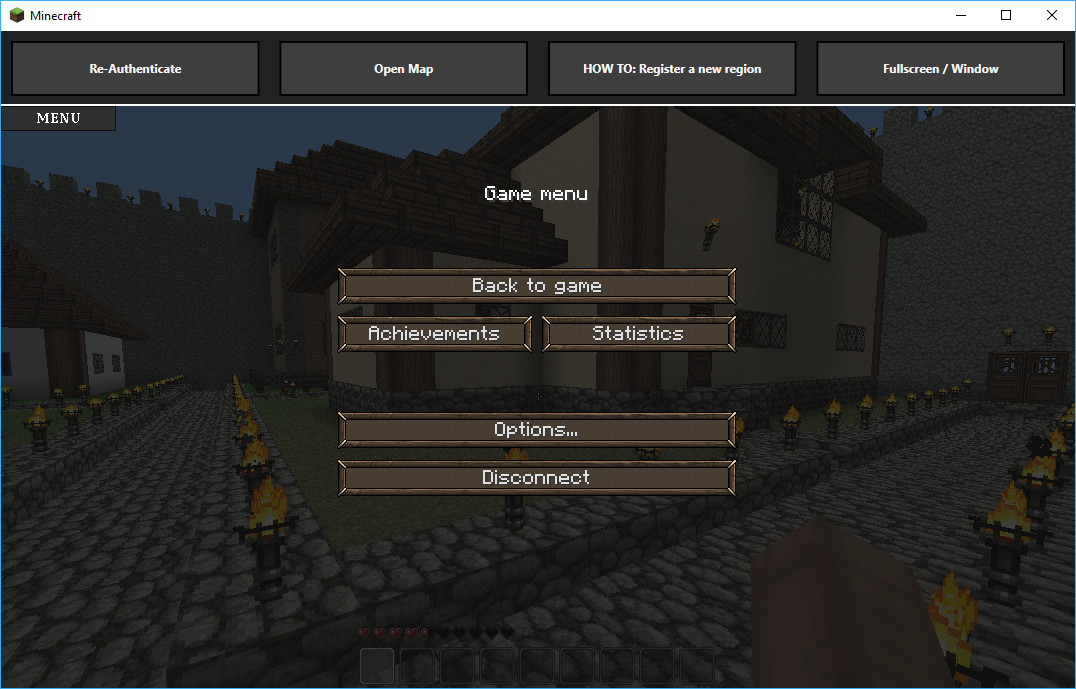 Minecraft
Re-Authenticate
Open Map
HOW TO: Register a new region
Fullscreen / Window
MENU
Game menu
Back to game
Achievements
Statistics
Options...
Disconnect